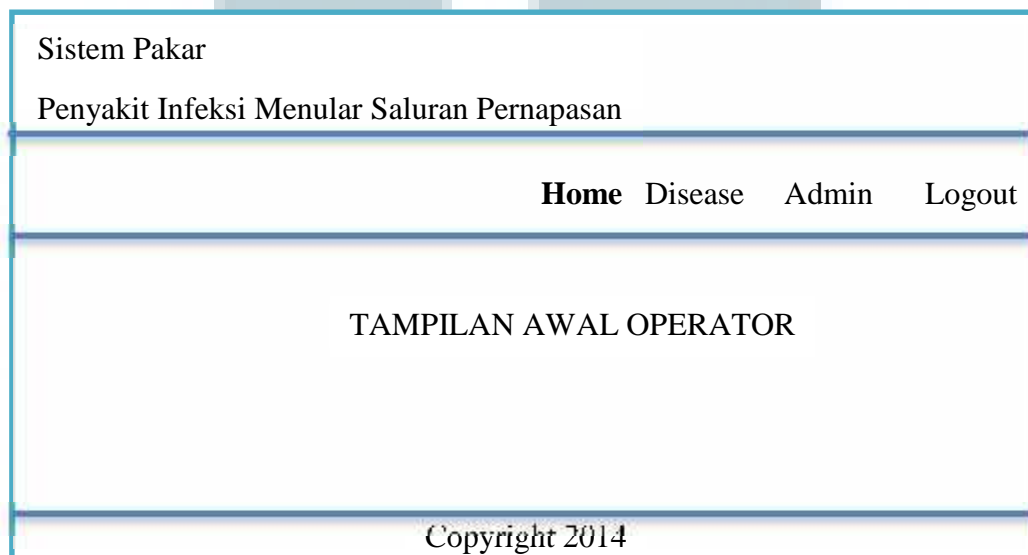 Sistem Pakar
Penyakit Infeksi Menular Saluran Pernapasan
Home Disease Admin Logout
TAMPILAN AWAL OPERATOR
Copyright 2014